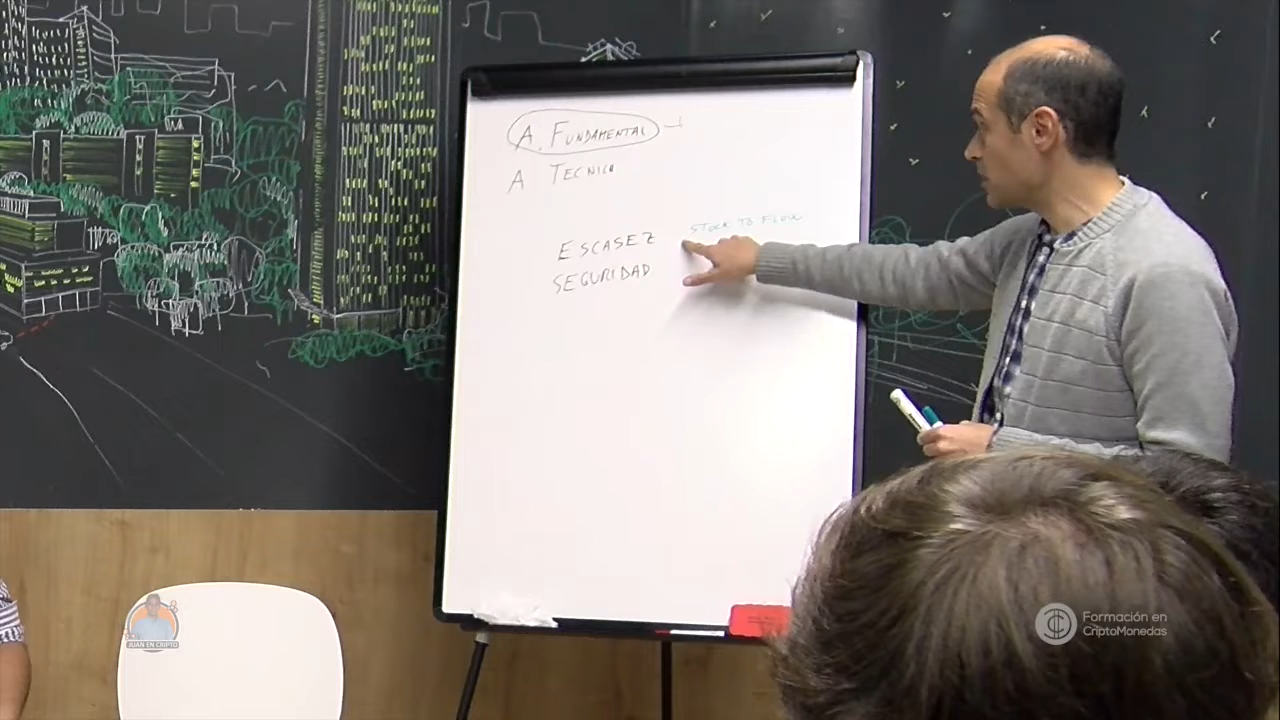 A. FUNDAMENTAL
A TECNICO
STOCK TO FLOW
ESCASEZ
SEGURIDAD
JUAN EN CRIPTO
Formación en
CriptoMonedas